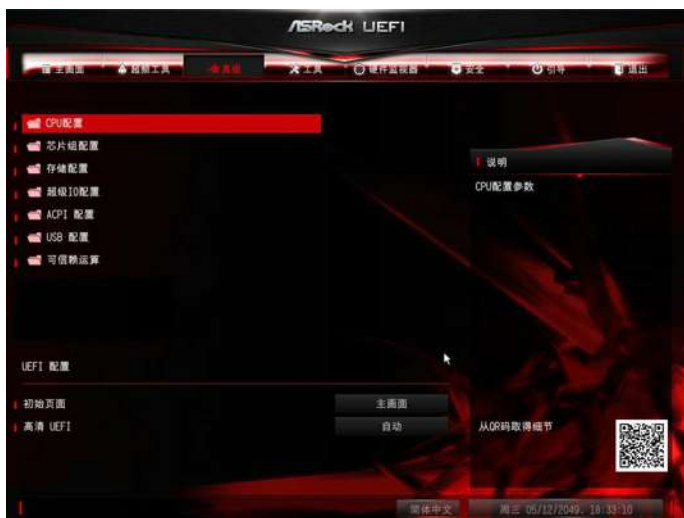 ASRock UEFI
主画面 超频工具 高级 工具 硬件监视器 安全 引导 退出
CPU配置
芯片组配置
存储配置
超级IO配置
ACPI 配置
USB 配置
可信赖运算
说明
CPU配置参数
UEFI 配置
初始页面 主画面
高清 UEFI 自动
从QR码取得细节
简体中文 周三 05/12/2049, 18:33:10